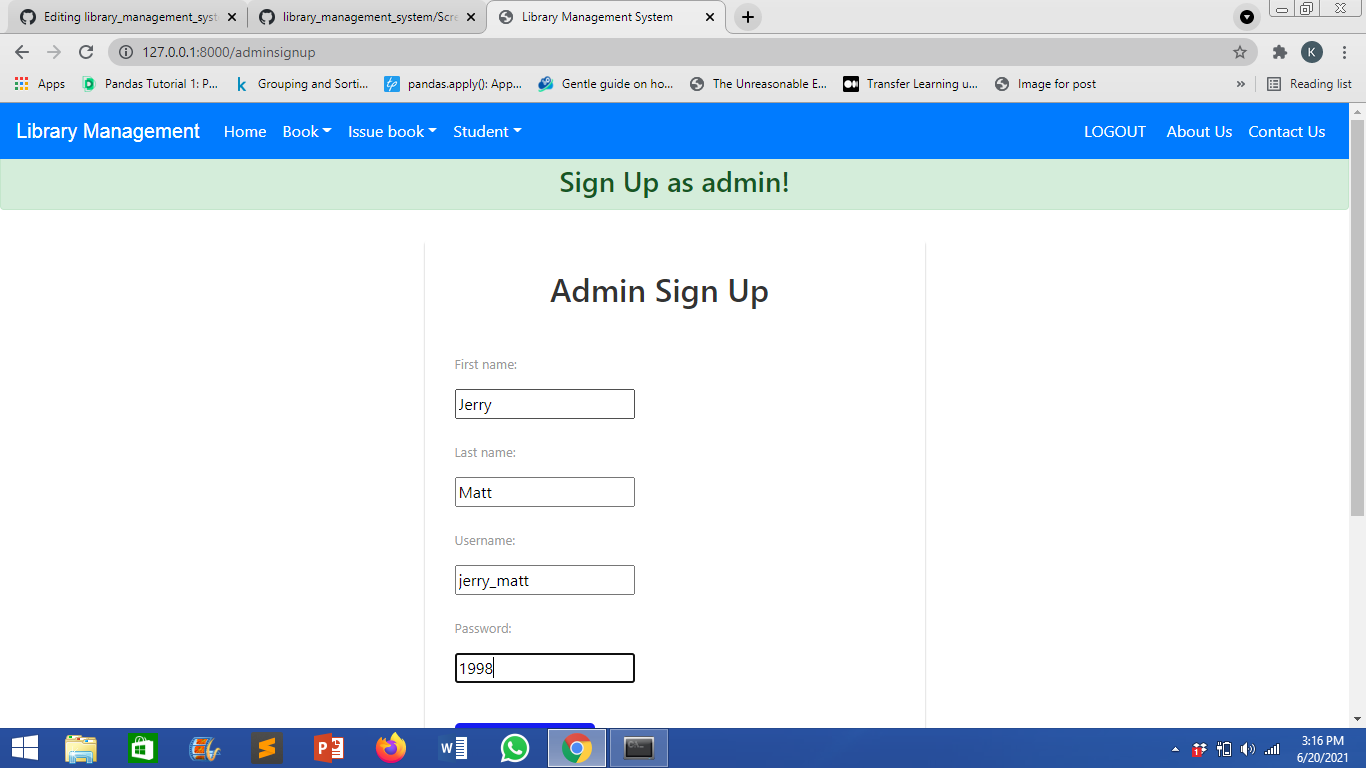 Editing library_management_syst
library_management_system/Scre
Library Management System
127.0.0.1:8000/adminsignup
K
Apps
Pandas Tutorial 1: P...
Grouping and Sorti...
pandas.apply(): App...
Gentle guide on ho...
The Unreasonable E...
Transfer Learning u...
Image for post
»
Reading list
Library Management
Home
Book
Issue book
Student
LOGOUT
About Us
Contact Us
Sign Up as admin!
Admin Sign Up
First name:
Jerry
Last name:
Matt
Username:
jerry_matt
Password:
1998
3:16 PM
6/20/2021